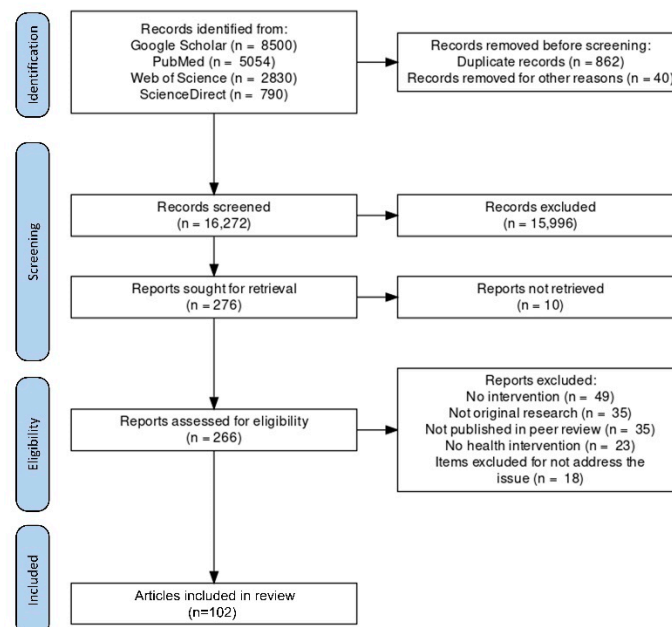 Identification
Records identified from:
Google Scholar (n = 8500)
PubMed (n = 5054)
Web of Science (n = 2830)
ScienceDirect (n = 790)
Records removed before screening:
Duplicate records (n = 862)
Records removed for other reasons (n = 40)
Screening
Records screened
(n = 16,272)
Records excluded
(n = 15,996)
Reports sought for retrieval
(n = 276)
Reports not retrieved
(n = 10)
Eligibility
Reports assessed for eligibility
(n = 266)
Reports excluded:
No intervention (n = 49)
Not original research (n = 35)
Not published in peer review (n = 35)
No health intervention (n = 23)
Items excluded for not address the
issue (n = 18)
Included
Articles included in review
(n=102)